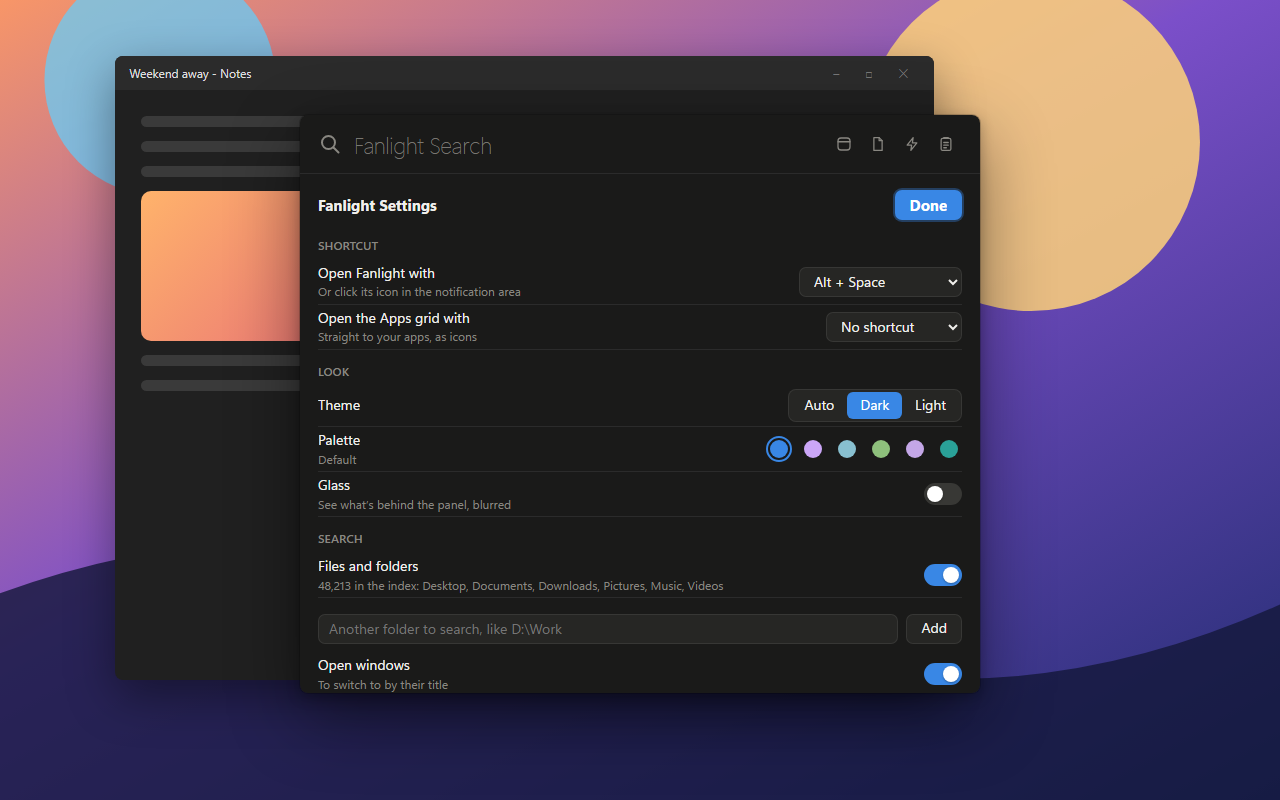 Weekend away - Notes
Fanlight Search
Fanlight Settings
Done
SHORTCUT
Open Fanlight with
Or click its icon in the notification area
Alt + Space
Open the Apps grid with
Straight to your apps, as icons
No shortcut
LOOK
Theme
Auto Dark Light
Palette
Default
Glass
See what's behind the panel, blurred
SEARCH
Files and folders
48,213 in the index: Desktop, Documents, Downloads, Pictures, Music, Videos
Another folder to search, like D:\Work
Add
Open windows
To switch to by their title